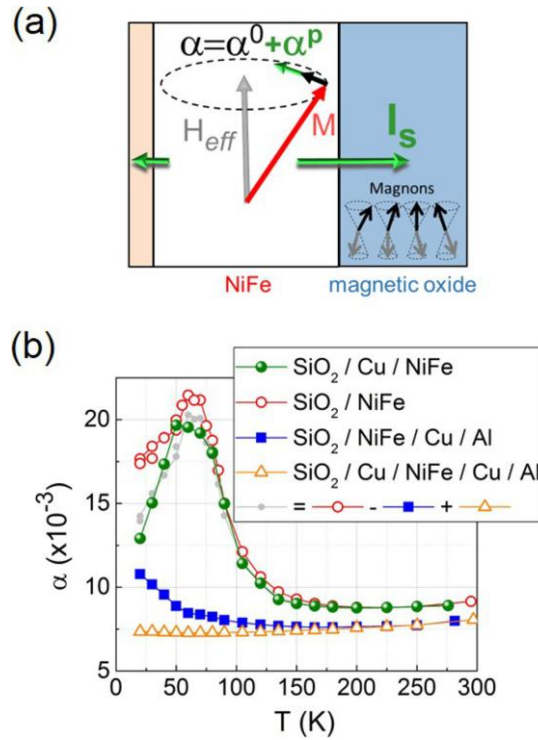 (a)
α=α⁰+αᵖ
H_eff
M
I_s
Magnons
NiFe
magnetic oxide
(b)
SiO₂ / Cu / NiFe
SiO₂ / NiFe
SiO₂ / NiFe / Cu / Al
SiO₂ / Cu / NiFe / Cu / Al
= - +
20
15
10
5
α (x10⁻³)
0 50 100 150 200 250 300
T (K)